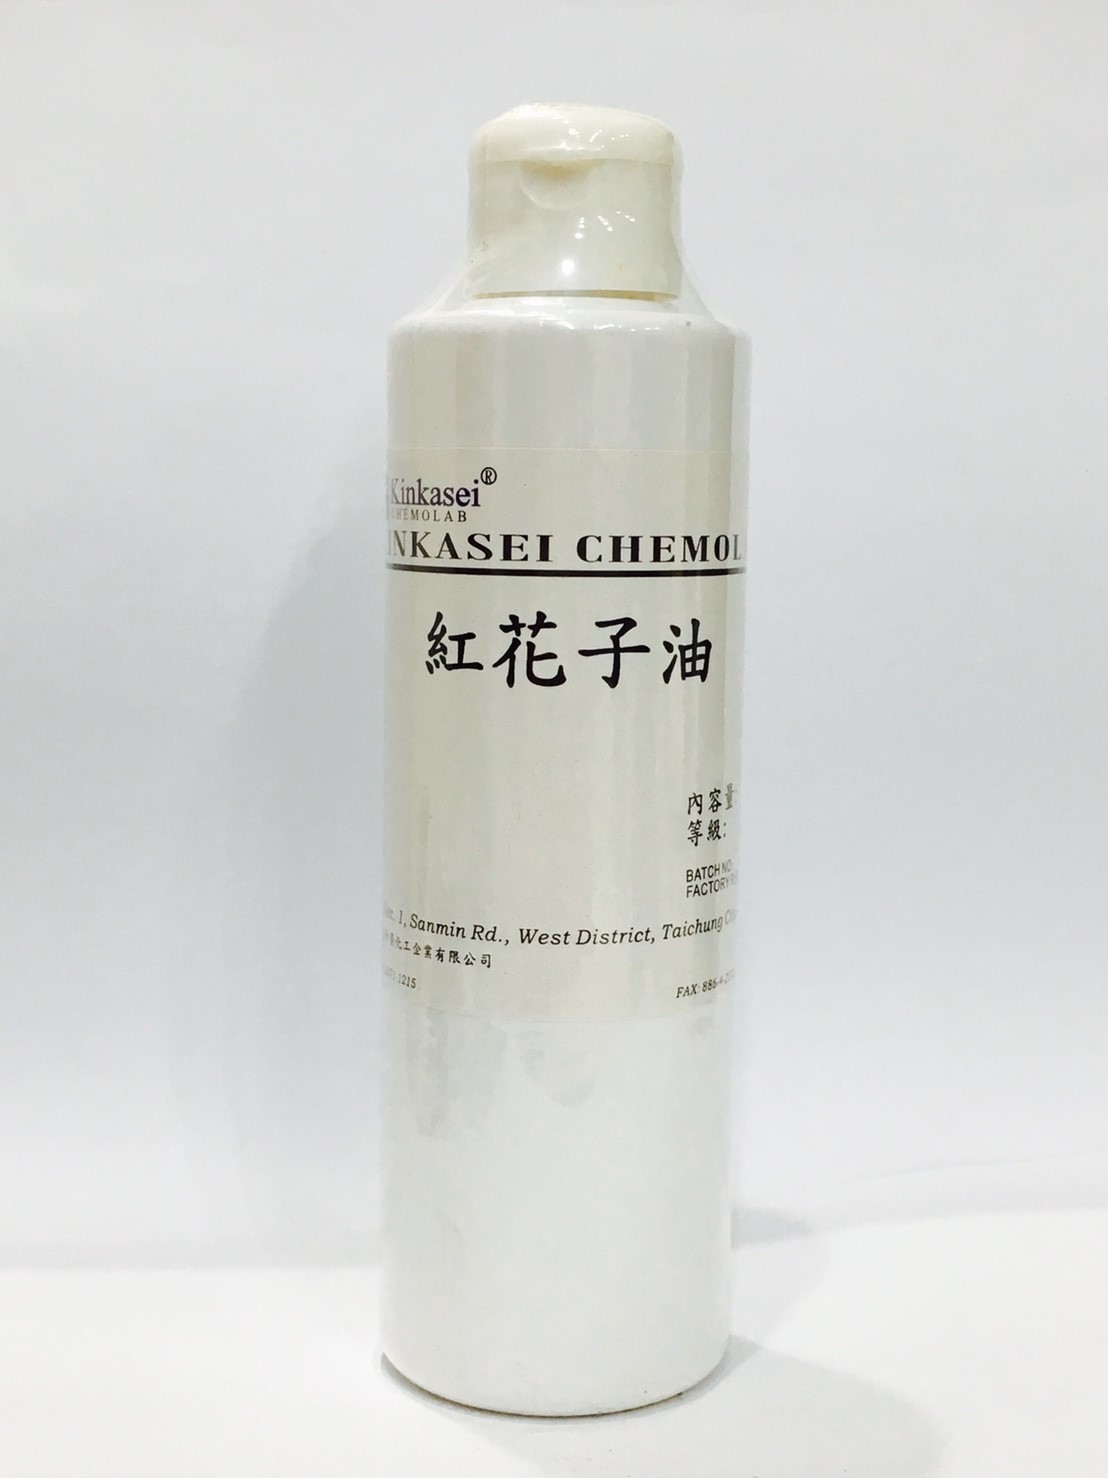 Kinkasei®
CHEMOLAB
INKASEI CHEMOL
紅花子油
內容量
等級:
BATCH NO
FACTORY
1, Sanmin Rd., West District, Taichung
化工企業有限公司
1215
FAX: 886-4-